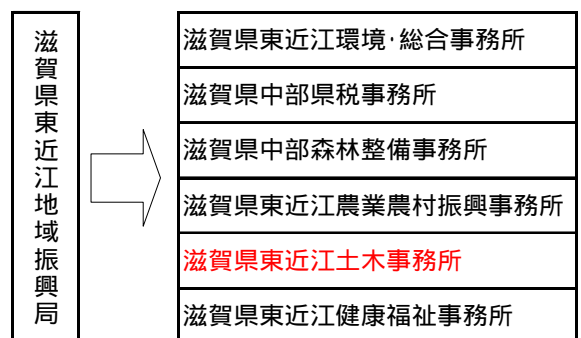 滋賀県東近江地域振興局
滋賀県東近江環境･総合事務所
滋賀県中部県税事務所
滋賀県中部森林整備事務所
滋賀県東近江農業農村振興事務所
滋賀県東近江土木事務所
滋賀県東近江健康福祉事務所